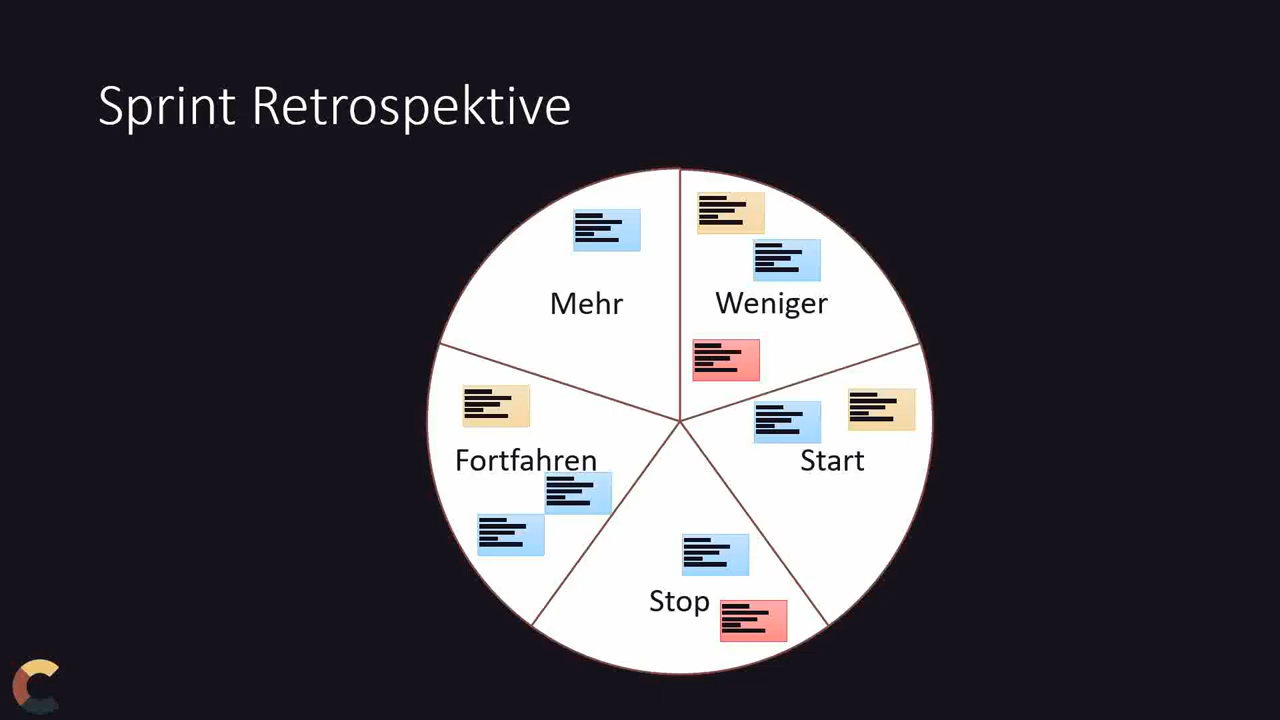 Sprint Retrospektive
Mehr
Weniger
Fortfahren
Start
Stop